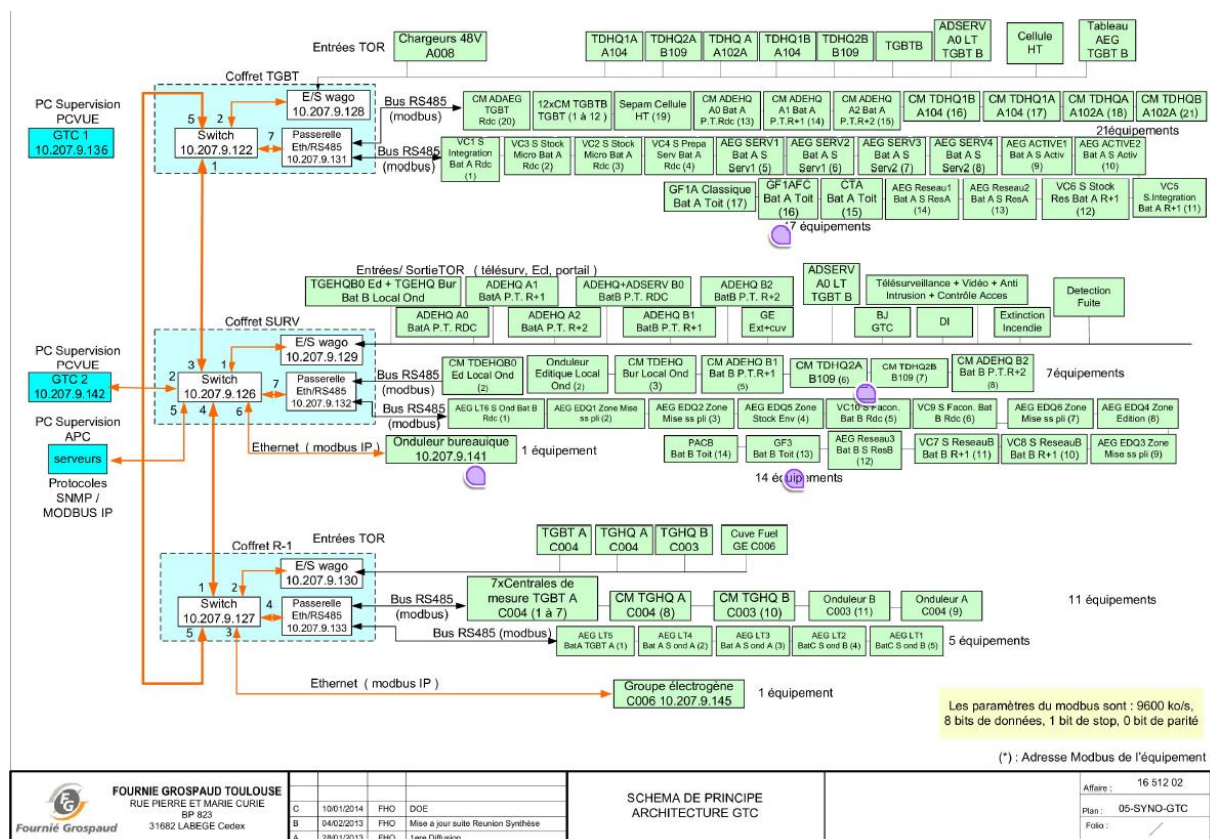 Entrées TOR
Chargeurs 48V
A008
TDHQ1A
A104
TDHQ2A
B109
TDHQ A
A102A
TDHQ1B
A104
TDHQ2B
B109
TGBTB
ADSERV
A0 LT
TGBT B
Cellule
HT
Tableau
AEG
TGBT B
Coffret TGBT
PC Supervision
PCVUE
GTC 1
10.207.9.136
E/S wago
10.207.9.128
5
2
Switch
10.207.9.122
7
1
Passerelle
Eth/RS485
10.207.9.131
Bus RS485
(modbus)
CM ADAEG
TGBT
Rdc (20)
12xCM TGBTB
TGBT (1 à 12 )
Sepam Cellule
HT (19)
CM ADEHQ
A0 Bat A
P.T.Rdc (13)
CM ADEHQ
A1 Bat A
P.T.R+1 (14)
CM ADEHQ
A2 Bat A
P.T.R+2 (15)
CM TDHQ1B
A104 (16)
CM TDHQ1A
A104 (17)
CM TDHQA
A102A (18)
CM TDHQB
A102A (21)
21équipements
Bus RS485
(modbus)
VC1 S
Integration
Bat A Rdc
(1)
VC3 S Stock
Micro Bat A
Rdc (2)
VC2 S Stock
Micro Bat A
Rdc (3)
VC4 S Prepa
Serv Bat A
Rdc (4)
AEG SERV1
Bat A S
Serv1 (5)
AEG SERV2
Bat A S
Serv1 (6)
AEG SERV3
Bat A S
Serv2 (7)
AEG SERV4
Bat A S
Serv2 (8)
AEG ACTIVE1
Bat A S Activ
(9)
AEG ACTIVE2
Bat A S Activ
(10)
GF1A Classique
Bat A Toit (17)
GF1AFC
Bat A Toit
(16)
CTA
Bat A Toit
(15)
AEG Reseau1
Bat A S ResA
(14)
AEG Reseau2
Bat A S ResA
(13)
VC6 S Stock
Res Bat A R+1
(12)
VC5
S.Integration
Bat A R+1 (11)
17 équipements
Entrées/ SortieTOR ( télésurv, Ecl, portail )
TGEHQB0 Ed + TGEHQ Bur
Bat B Local Ond
ADEHQ A1
BatA P.T. R+1
ADEHQ+ADSERV B0
BatB P.T. RDC
ADEHQ B2
BatB P.T. R+2
ADSERV
A0 LT
TGBT B
Télésurveillance + Vidéo + Anti
Intrusion + Contrôle Acces
Detection
Fuite
ADEHQ A0
BatA P.T. RDC
ADEHQ A2
BatA P.T. R+2
ADEHQ B1
BatB P.T. R+1
GE
Ext+cuv
BJ
GTC
DI
Extinction
Incendie
Coffret SURV
PC Supervision
PCVUE
GTC 2
10.207.9.142
E/S wago
10.207.9.129
3
1
2
Switch
10.207.9.126
7
5
4
6
Passerelle
Eth/RS485
10.207.9.132
Bus RS485
(modbus)
CM TDEHQB0
Ed Local Ond
(2)
Onduleur
Editique Local
Ond (2)
CM TDEHQ
Bur Local Ond
(3)
CM ADEHQ B1
Bat B P.T.R+1
(5)
CM TDHQ2A
B109 (6)
CM TDHQ2B
B109 (7)
CM ADEHQ B2
Bat B P.T.R+2
(8)
7équipements
Bus RS485
(modbus)
AEG LT6 S Ond Bat B
Rdc (1)
AEG EDQ1 Zone Mise
ss pli (2)
AEG EDQ2 Zone
Mise ss pli (3)
AEG EDQ5 Zone
Stock Env (4)
VC10 S Facon.
Bat B Rdc (5)
VC9 S Facon. Bat
B Rdc (6)
AEG EDQ6 Zone
Mise ss pli (7)
AEG EDQ4 Zone
Edition (8)
PC Supervision
APC
serveurs
Protocoles
SNMP /
MODBUS IP
Ethernet ( modbus IP )
Onduleur bureauique
10.207.9.141
1 équipement
PACB
Bat B Toit (14)
GF3
Bat B Toit (13)
AEG Reseau3
Bat B S ResB
(12)
VC7 S ReseauB
Bat B R+1 (11)
VC8 S ReseauB
Bat B R+1 (10)
AEG EDQ3 Zone
Mise ss pli (9)
14 équipements
Coffret R-1
Entrées TOR
TGBT A
C004
TGHQ A
C004
TGHQ B
C003
Cuve Fuel
GE C006
E/S wago
10.207.9.130
1
2
Switch
10.207.9.127
4
5
3
Passerelle
Eth/RS485
10.207.9.133
Bus RS485
(modbus)
7xCentrales de
mesure TGBT A
C004 (1 à 7)
CM TGHQ A
C004 (8)
CM TGHQ B
C003 (10)
Onduleur B
C003 (11)
Onduleur A
C004 (9)
11 équipements
Bus RS485 (modbus)
AEG LT5
BatA TGBT A (1)
AEG LT4
Bat A S ond A (2)
AEG LT3
Bat A S ond A (3)
AEG LT2
BatC S ond B (4)
AEG LT1
BatC S ond B (5)
5 équipements
Ethernet ( modbus IP)
Groupe électrogène
C006 10.207.9.145
1 équipement
Les paramètres du modbus sont : 9600 ko/s,
8 bits de données, 1 bit de stop, 0 bit de parité
(*) : Adresse Modbus de l'équipement
FG
Fournié Grospaud
FOURNIE GROSPAUD TOULOUSE
RUE PIERRE ET MARIE CURIE
BP 823
31682 LABEGE Cedex
C 10/01/2014 FHO DOE
B 04/02/2013 FHO Mise a jour suite Reunion Synthèse
A 28/01/2013 FHO 1ere Diffusion
SCHEMA DE PRINCIPE
ARCHITECTURE GTC
Affaire : 16 512 02
Plan : 05-SYNO-GTC
Folio : /